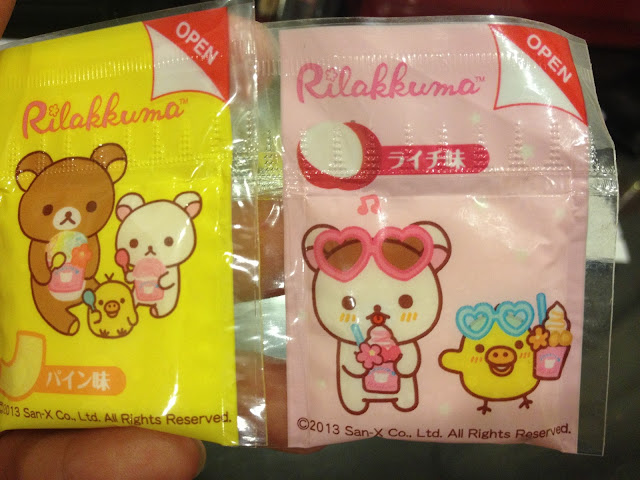 OPEN
Rilakkuma™
パイン味
©2013 San-X Co., Ltd. All Rights Reserved.
OPEN
Rilakkuma™
ライチ味
©2013 San-X Co., Ltd. All Rights Reserved.